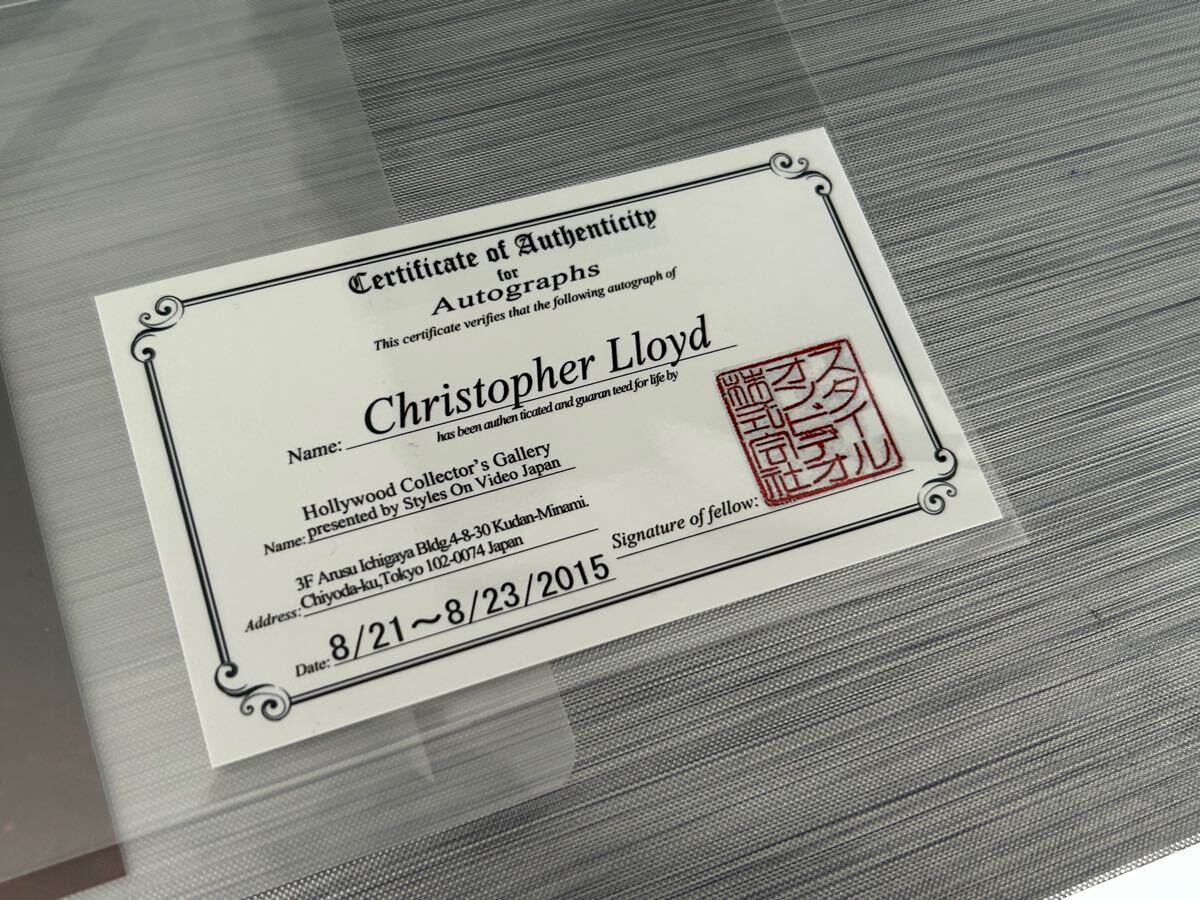 Certificate of Authenticity
for
Autographs
This certificate verifies that the following autograph of
Name: Christopher Lloyd
has been authen ticated and guaran teed for life by
Hollywood Collector's Gallery
Name: presented by Styles On Video Japan
3F Arusu Ichigaya Bldg.4-8-30 Kudan-Minami.
Address: Chiyoda-ku,Tokyo 102-0074 Japan
Date: 8/21～8/23/2015
Signature of fellow:
スタイル
オンビデオ
株式会社